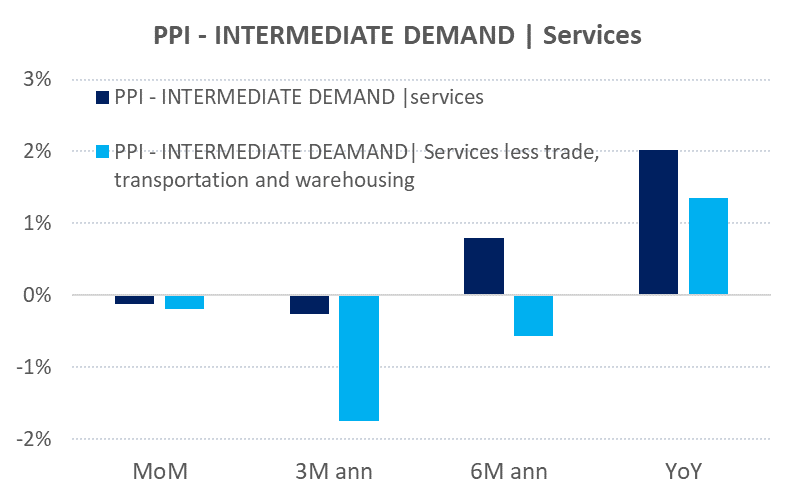 PPI - INTERMEDIATE DEMAND | Services
3%
PPI - INTERMEDIATE DEMAND |services
2%
PPI - INTERMEDIATE DEAMAND| Services less trade,
transportation and warehousing
1%
0%
-1%
-2%
MoM 3M ann 6M ann YoY